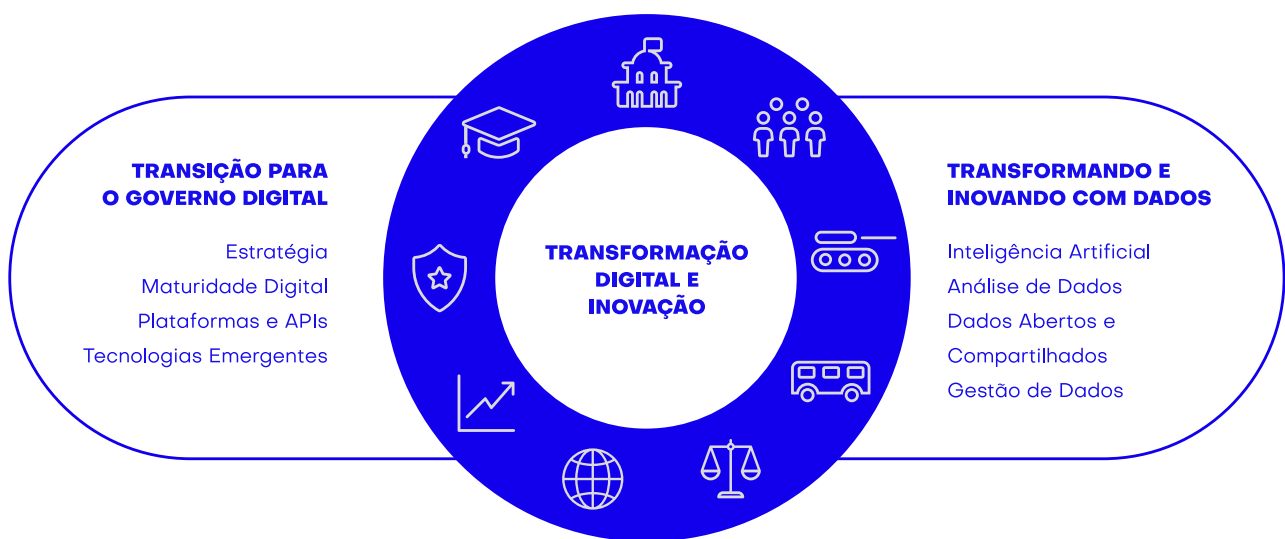 TRANSIÇÃO PARA
O GOVERNO DIGITAL
Estratégia
Maturidade Digital
Plataformas e APIs
Tecnologias Emergentes
TRANSFORMAÇÃO
DIGITAL E
INOVAÇÃO
TRANSFORMANDO E
INOVANDO COM DADOS
Inteligência Artificial
Análise de Dados
Dados Abertos e
Compartilhados
Gestão de Dados